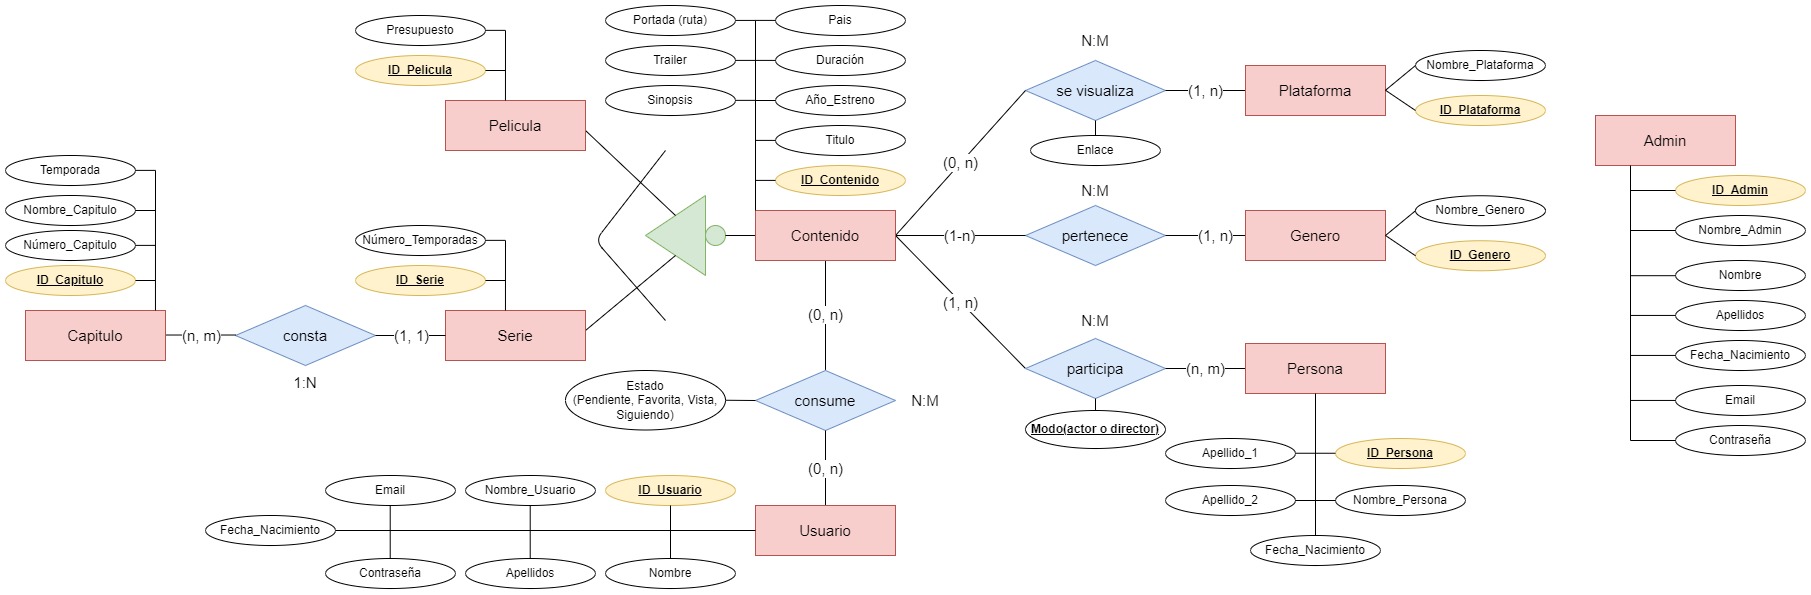 Presupuesto
ID_Pelicula
Pelicula
Portada (ruta)
Pais
Trailer
Duración
Sinopsis
Año_Estreno
Titulo
ID_Contenido
Contenido
N:M
se visualiza
Enlace
(0, n)
(1, n)
Plataforma
Nombre_Plataforma
ID_Plataforma
N:M
(1-n)
pertenece
(1, n)
Genero
Nombre_Genero
ID_Genero
Admin
ID_Admin
Nombre_Admin
Nombre
Apellidos
Fecha_Nacimiento
Email
Contraseña
Temporada
Nombre_Capitulo
Número_Capitulo
ID_Capitulo
Capitulo
(n, m)
consta
1:N
(1, 1)
Número_Temporadas
ID_Serie
Serie
(0, n)
Estado
(Pendiente, Favorita, Vista,
Siguiendo)
consume
N:M
(0, n)
(1, n)
N:M
participa
Modo(actor o director)
(n, m)
Persona
Apellido_1
ID_Persona
Apellido_2
Nombre_Persona
Fecha_Nacimiento
Email
Nombre_Usuario
ID_Usuario
Fecha_Nacimiento
Usuario
Contraseña
Apellidos
Nombre